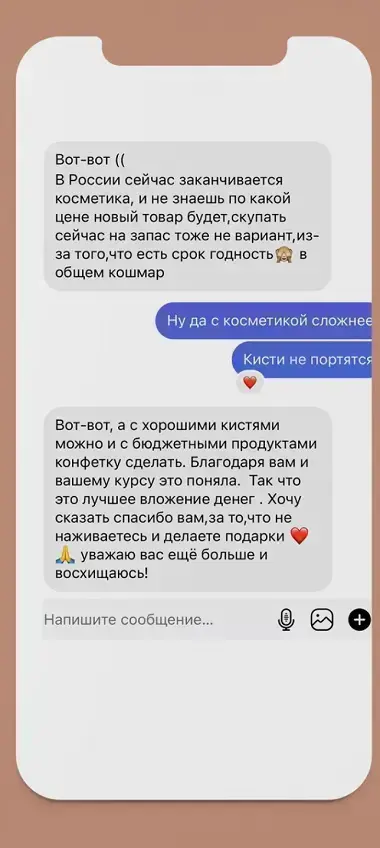 Вот-вот ((
В России сейчас заканчивается
косметика, и не знаешь по какой
цене новый товар будет,скупать
сейчас на запас тоже не вариант,из-
за того,что есть срок годность🙈 в
общем кошмар
Ну да с косметикой сложнее
Кисти не портятся
❤️
Вот-вот, а с хорошими кистями
можно и с бюджетными продуктами
конфетку сделать. Благодаря вам и
вашему курсу это поняла. Так что
это лучшее вложение денег . Хочу
сказать спасибо вам,за то,что не
наживаетесь и делаете подарки ❤️
🙏 уважаю вас ещё больше и
восхищаюсь!
Напишите сообщение...